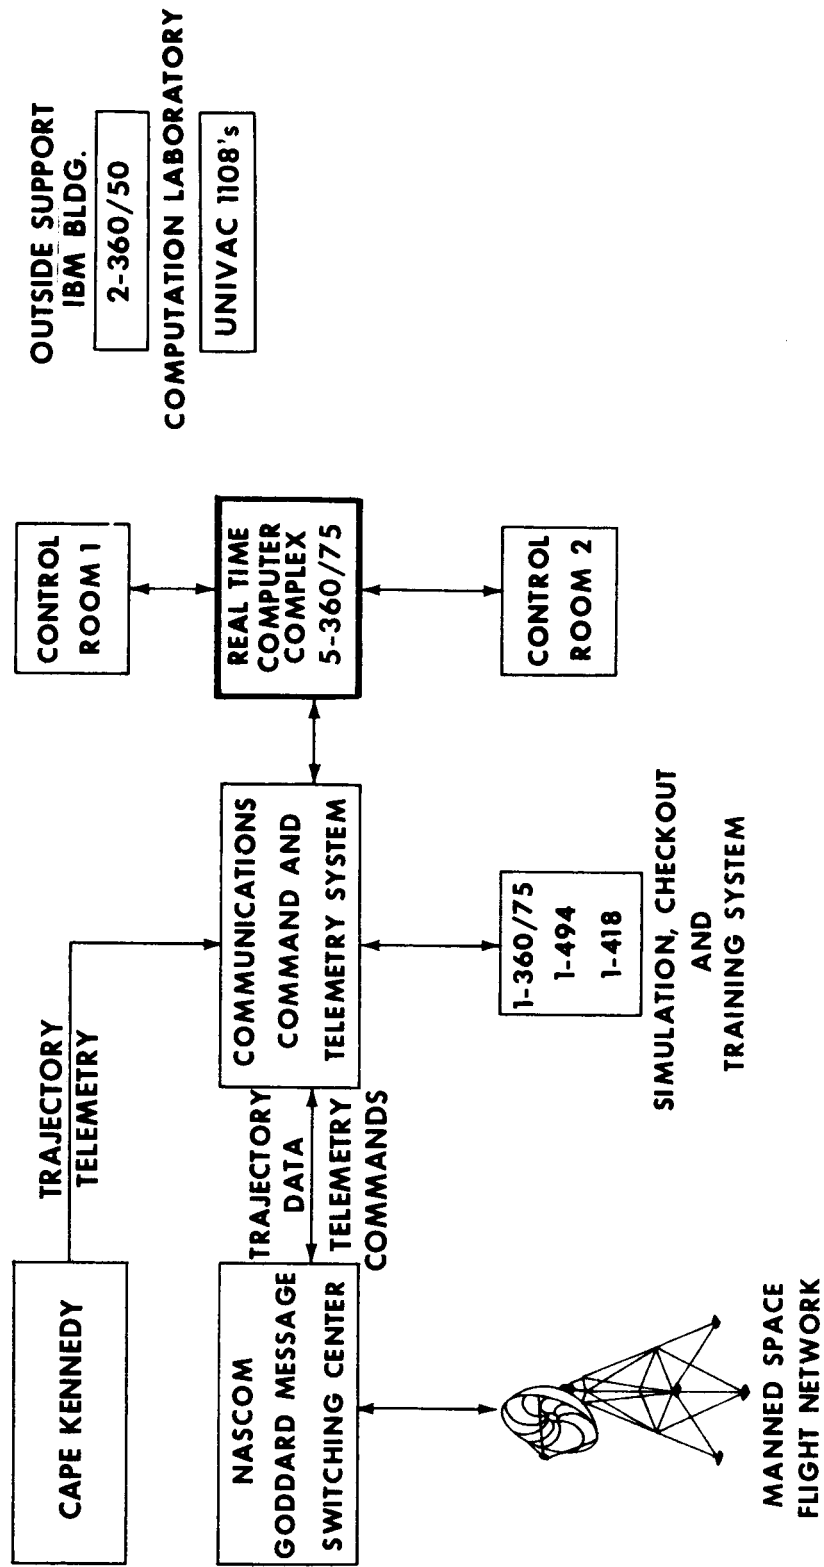 CAPE KENNEDY
TRAJECTORY
TELEMETRY
CONTROL
ROOM 1
OUTSIDE SUPPORT
IBM BLDG.
2-360/50
COMPUTATION LABORATORY
UNIVAC 1108's
NASCOM
GODDARD MESSAGE
SWITCHING CENTER
TRAJECTORY
DATA
TELEMETRY
COMMANDS
COMMUNICATIONS
COMMAND AND
TELEMETRY SYSTEM
REAL TIME
COMPUTER
COMPLEX
5-360/75
MANNED SPACE
FLIGHT NETWORK
1-360/75
1-494
1-418
SIMULATION, CHECKOUT
AND
TRAINING SYSTEM
CONTROL
ROOM 2